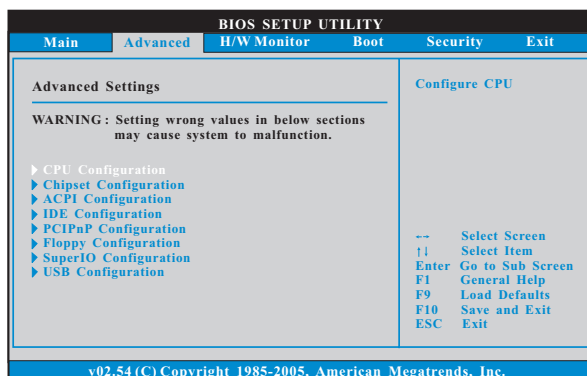 BIOS SETUP UTILITY
Main Advanced H/W Monitor Boot Security Exit
Advanced Settings
WARNING : Setting wrong values in below sections
may cause system to malfunction.
CPU Configuration
Chipset Configuration
ACPI Configuration
IDE Configuration
PCIPnP Configuration
Floppy Configuration
SuperIO Configuration
USB Configuration
Configure CPU
←→ Select Screen
↑↓ Select Item
Enter Go to Sub Screen
F1 General Help
F9 Load Defaults
F10 Save and Exit
ESC Exit
v02.54 (C) Copyright 1985-2005, American Megatrends, Inc.